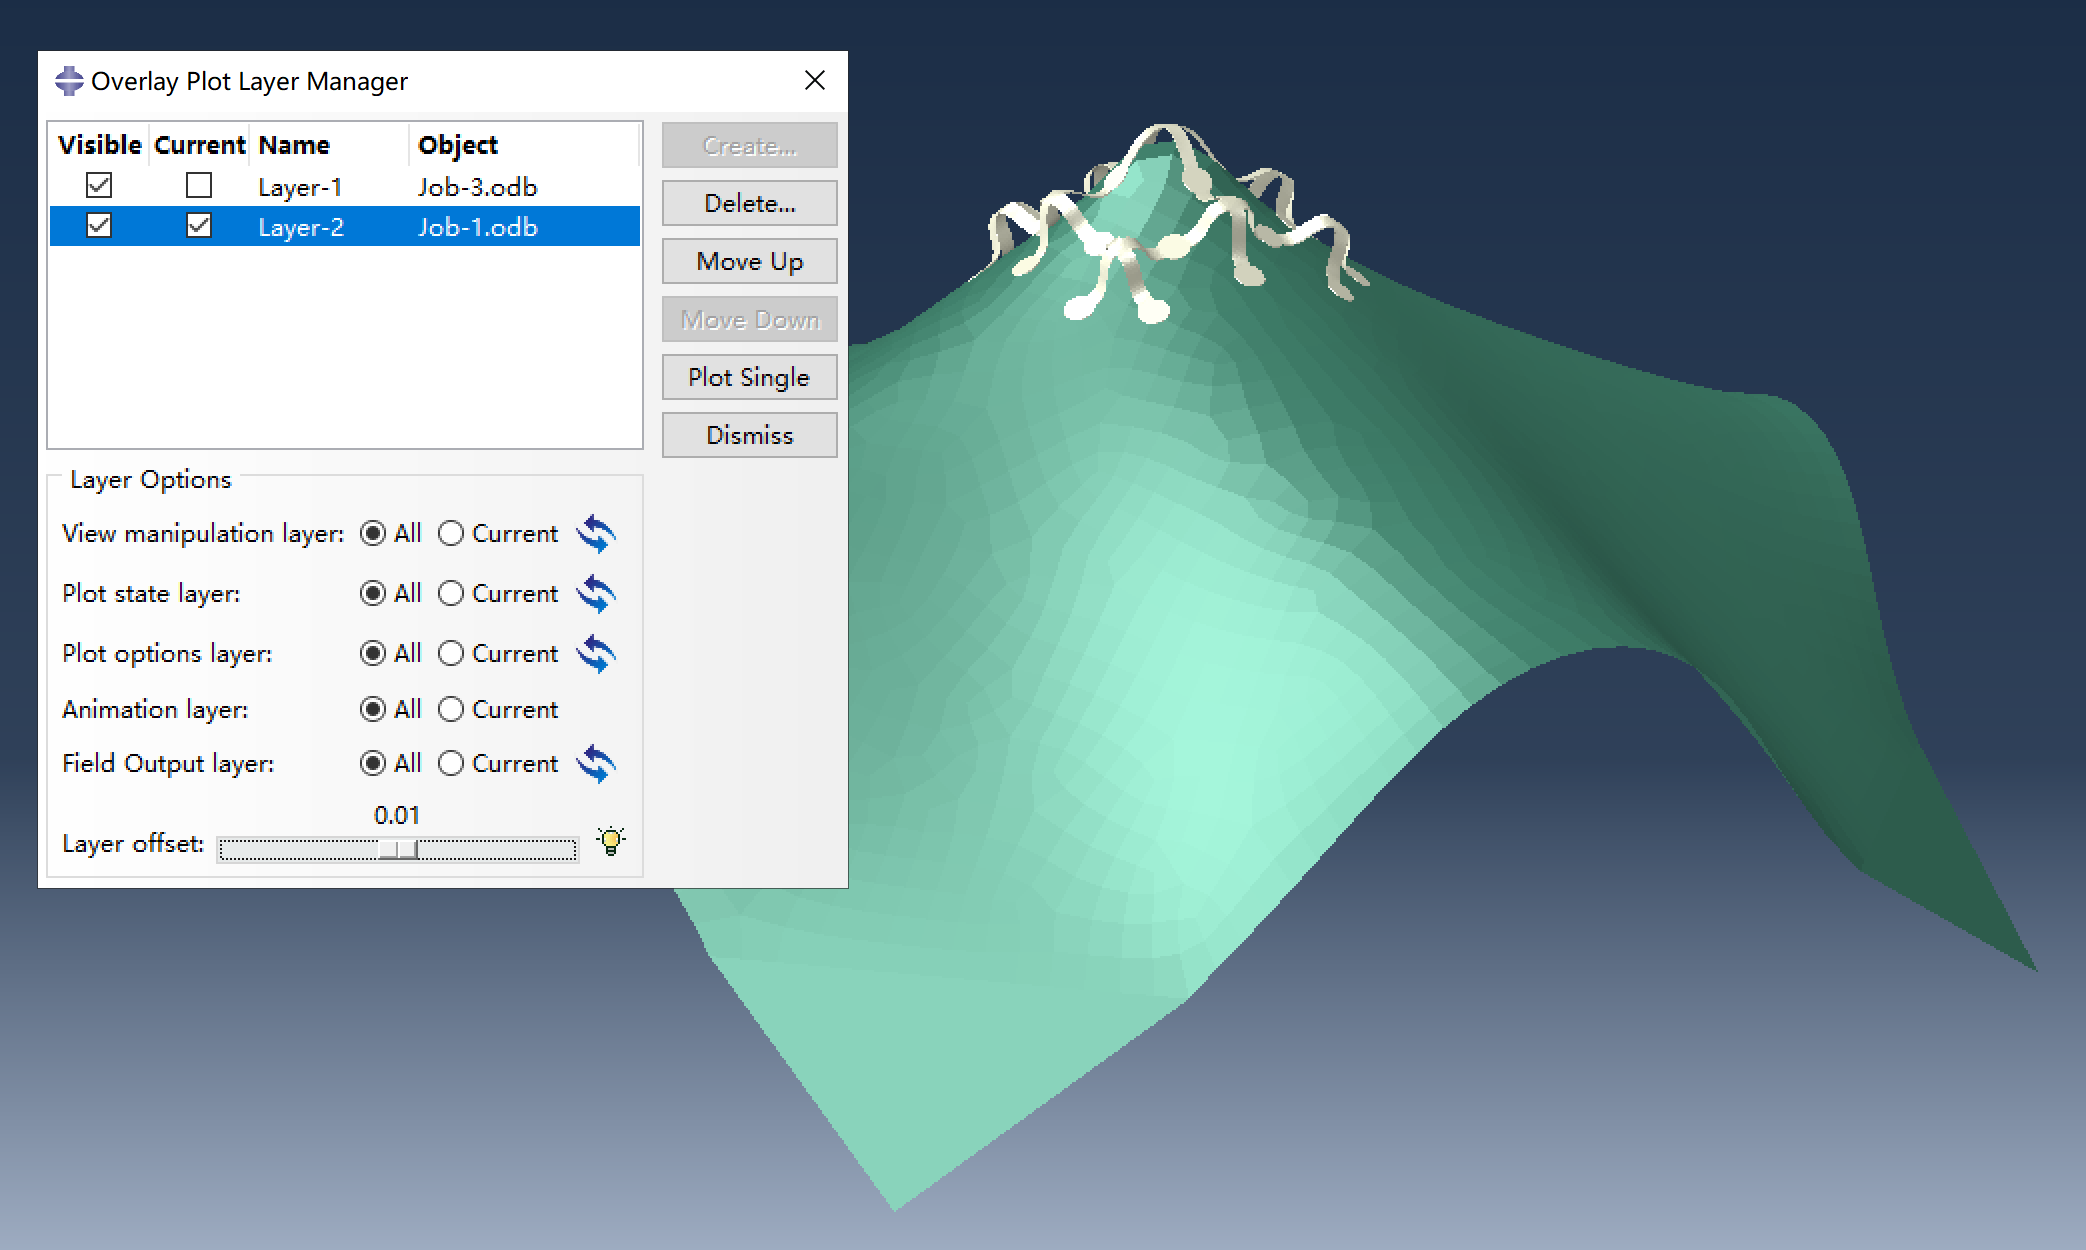 Overlay Plot Layer Manager
Visible Current Name Object
Layer-1 Job-3.odb
Layer-2 Job-1.odb
Create...
Delete...
Move Up
Move Down
Plot Single
Dismiss
Layer Options
View manipulation layer: All Current
Plot state layer: All Current
Plot options layer: All Current
Animation layer: All Current
Field Output layer: All Current
0.01
Layer offset: